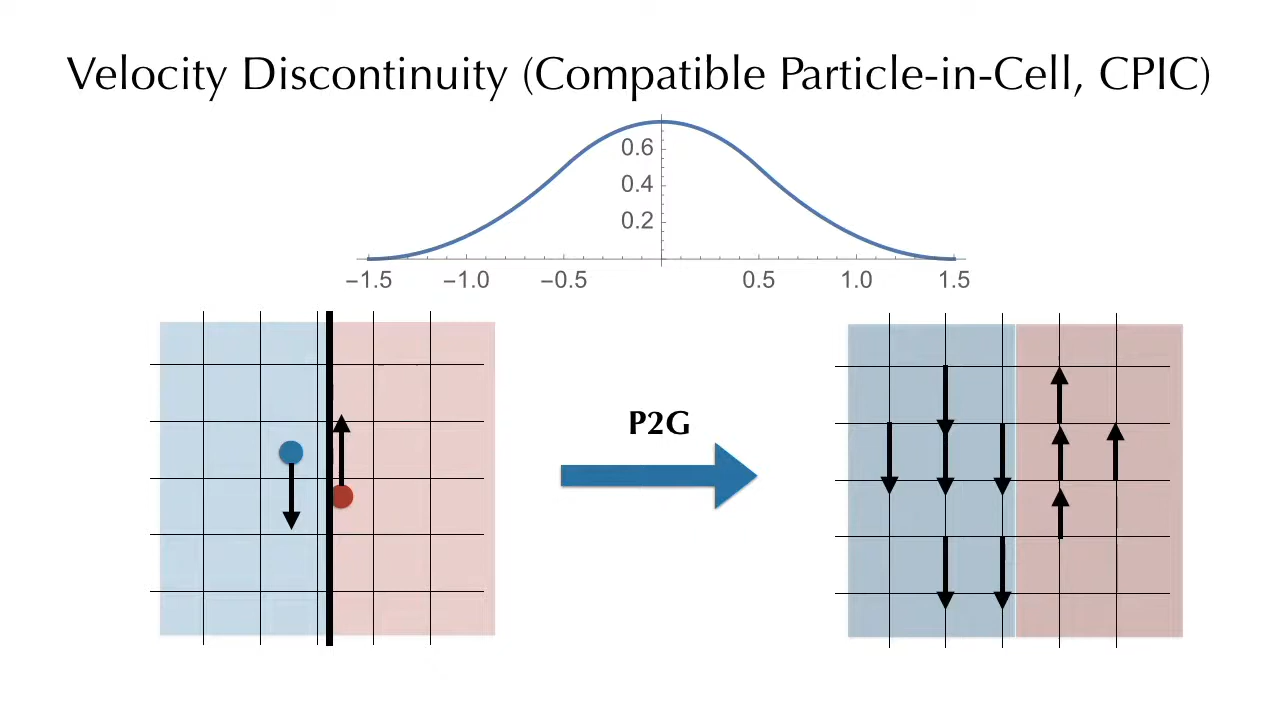 Velocity Discontinuity (Compatible Particle-in-Cell, CPIC)
0.6
0.4
0.2
−1.5 −1.0 −0.5 0.5 1.0 1.5
P2G